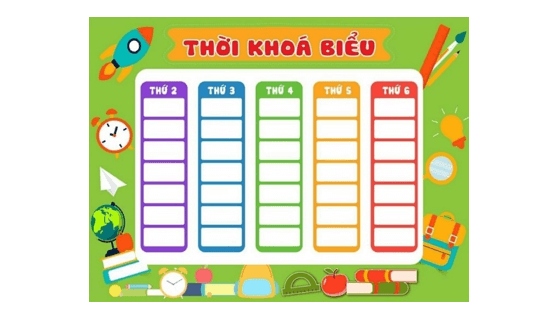 THỜI KHOÁ BIỂU
THỨ 2 THỨ 3 THỨ 4 THỨ 5 THỨ 6